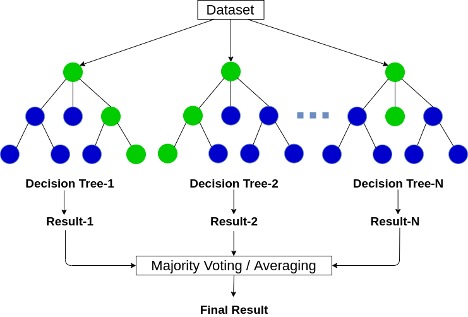 Dataset
Decision Tree-1
Decision Tree-2
Decision Tree-N
Result-1
Result-2
Result-N
Majority Voting / Averaging
Final Result